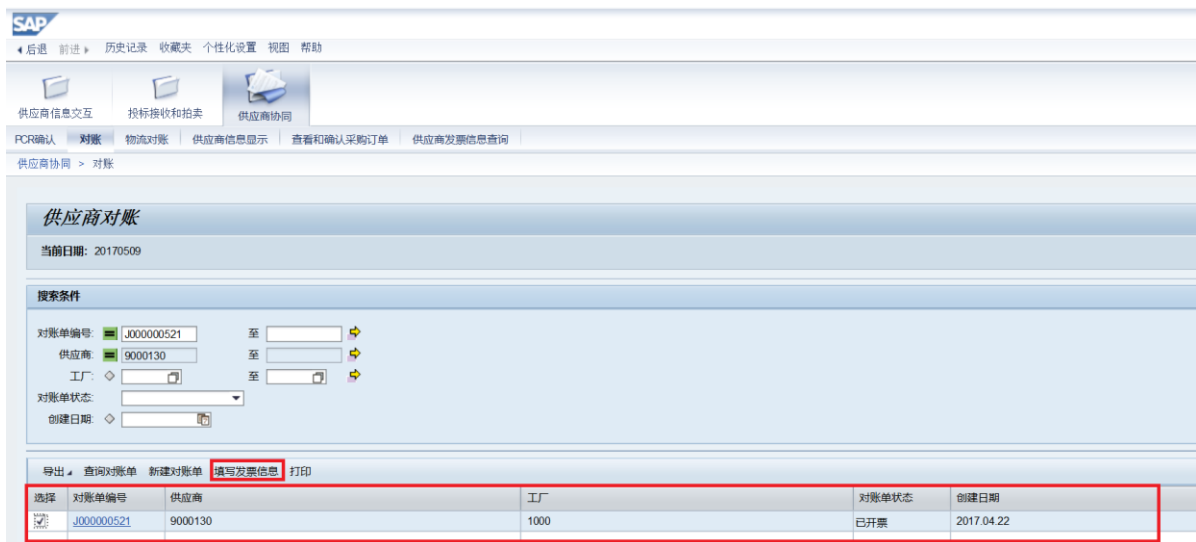 SAP
后退 前进 历史记录 收藏夹 个性化设置 视图 帮助
供应商信息交互 投标接收和拍卖 供应商协同
PCR确认 对账 物流对账 供应商信息显示 查看和确认采购订单 供应商发票信息查询
供应商协同 > 对账
供应商对账
当前日期: 20170509
搜索条件
对账单编号: J000000521 至
供应商: 9000130 至
工厂: 至
对账单状态:
创建日期:
导出 查询对账单 新建对账单 填写发票信息 打印
选择 对账单编号 供应商 工厂 对账单状态 创建日期
J000000521 9000130 1000 已开票 2017.04.22